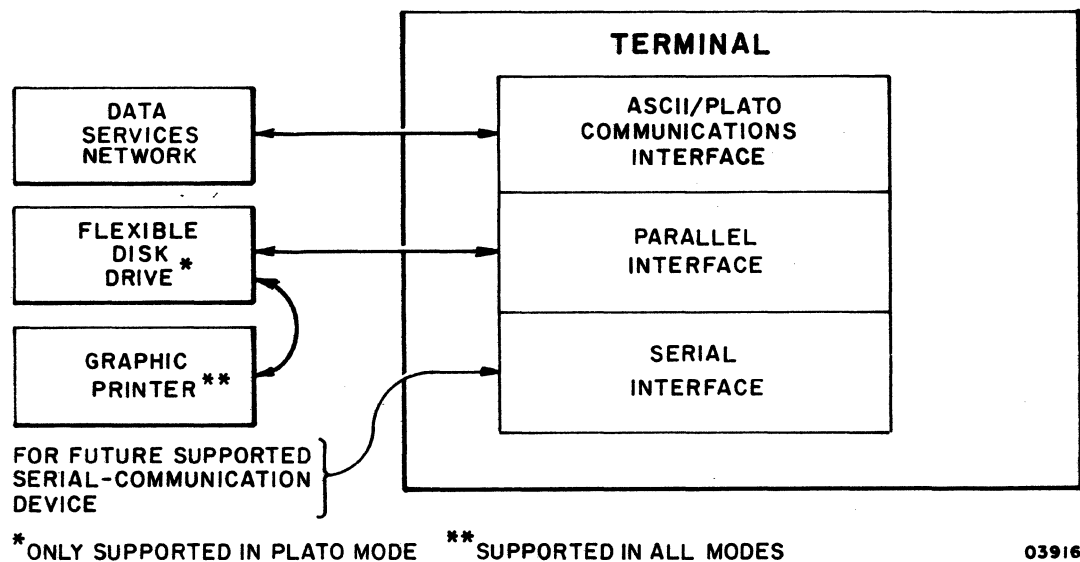 TERMINAL
DATA
SERVICES
NETWORK
ASCII/PLATO
COMMUNICATIONS
INTERFACE
FLEXIBLE
DISK
DRIVE*
PARALLEL
INTERFACE
GRAPHIC
PRINTER**
SERIAL
INTERFACE
FOR FUTURE SUPPORTED
SERIAL-COMMUNICATION
DEVICE
*ONLY SUPPORTED IN PLATO MODE **SUPPORTED IN ALL MODES
03916